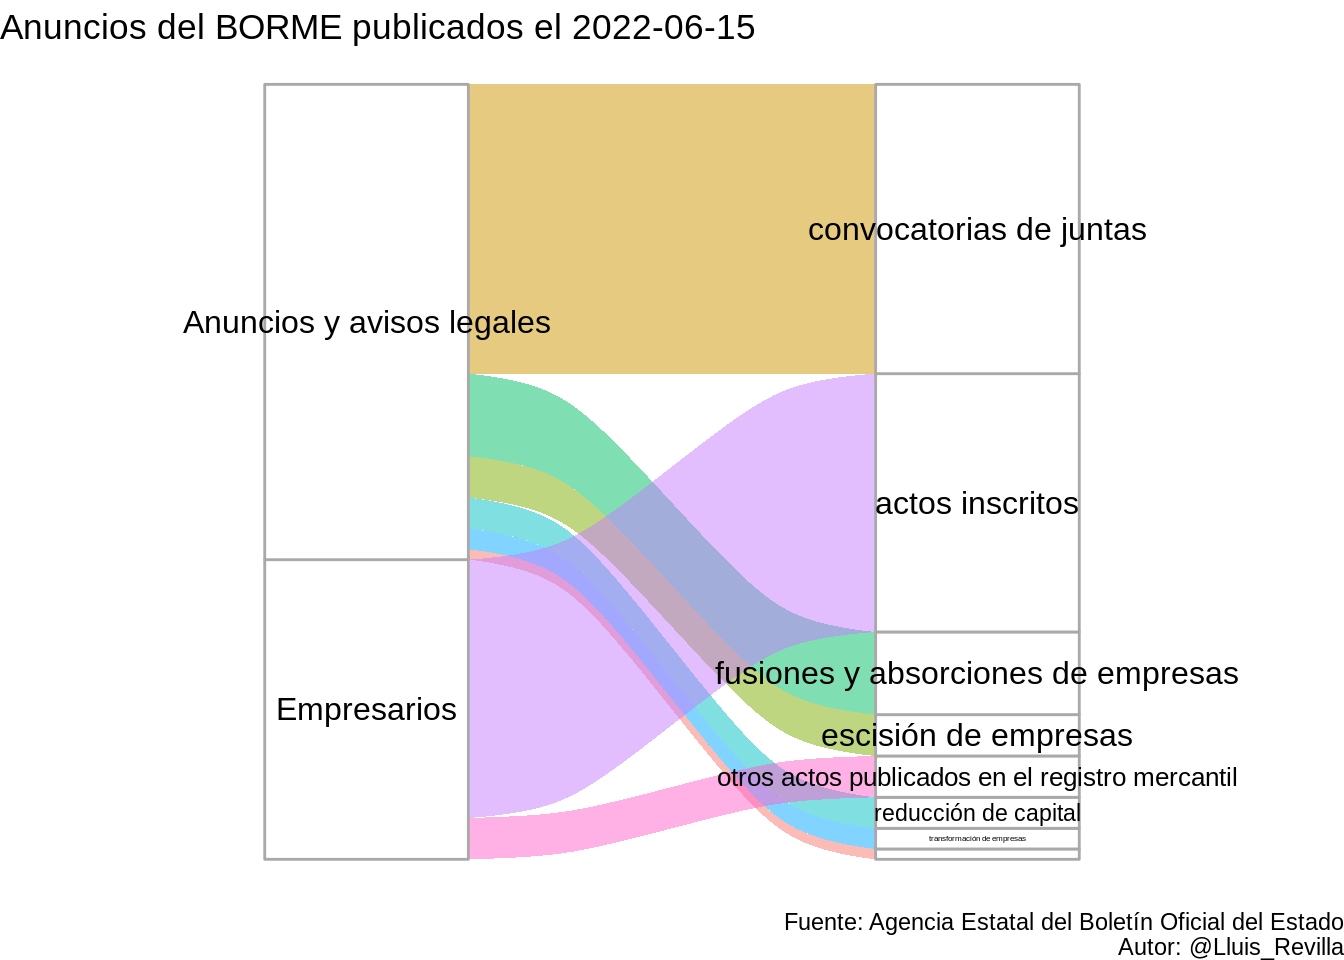 Anuncios del BORME publicados el 2022-06-15
convocatorias de juntas
Anuncios y avisos legales
actos inscritos
fusiones y absorciones de empresas
Empresarios
escisión de empresas
otros actos publicados en el registro mercantil
reducción de capital
transformación de empresas
Fuente: Agencia Estatal del Boletín Oficial del Estado
Autor: @Lluis_Revilla